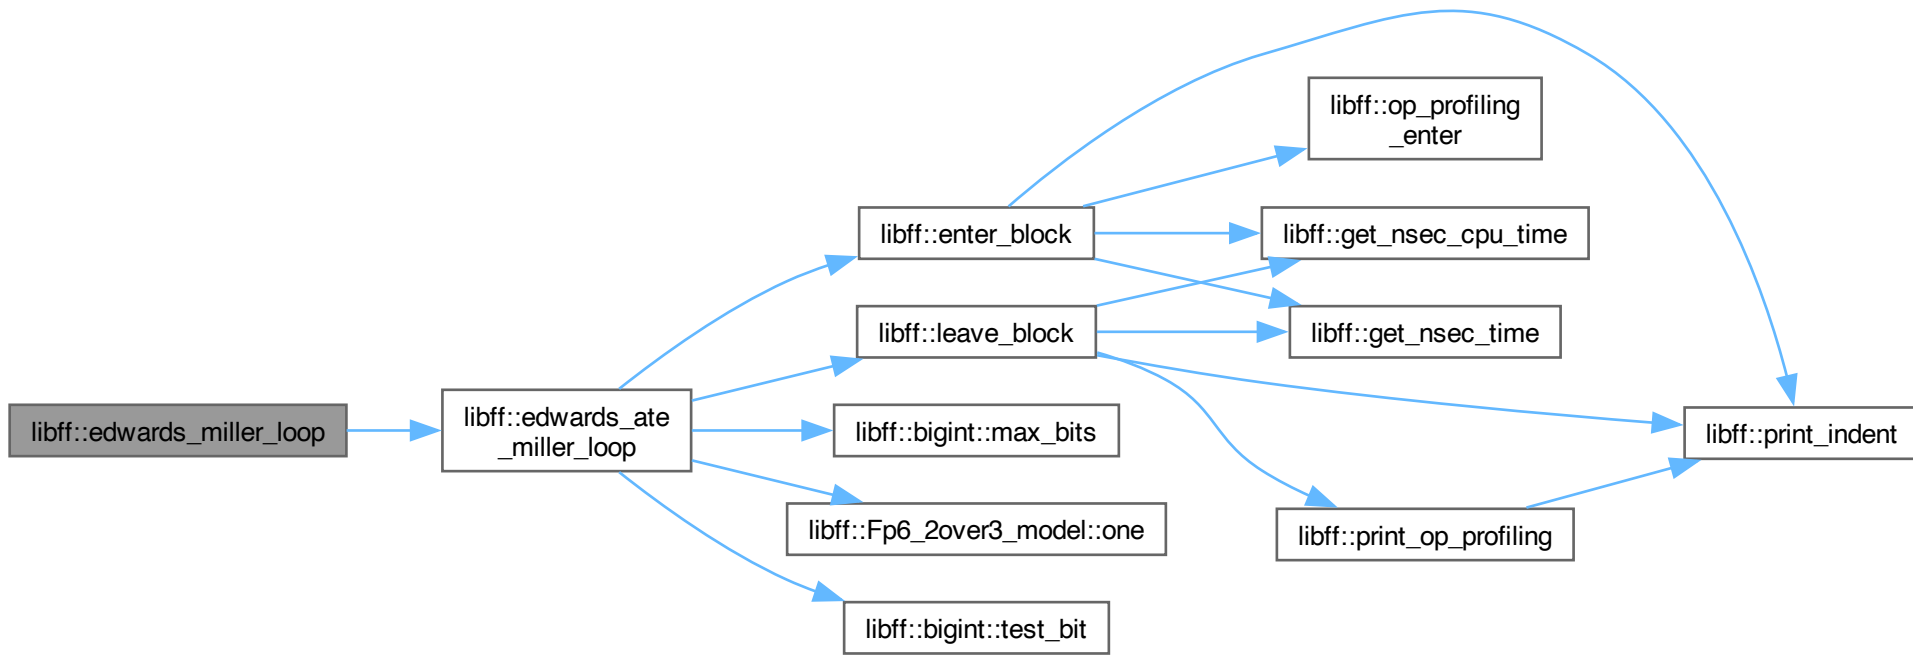 libff::edwards_miller_loop
libff::edwards_ate
_miller_loop
libff::enter_block
libff::leave_block
libff::bigint::max_bits
libff::Fp6_2over3_model::one
libff::bigint::test_bit
libff::op_profiling
_enter
libff::get_nsec_cpu_time
libff::get_nsec_time
libff::print_op_profiling
libff::print_indent